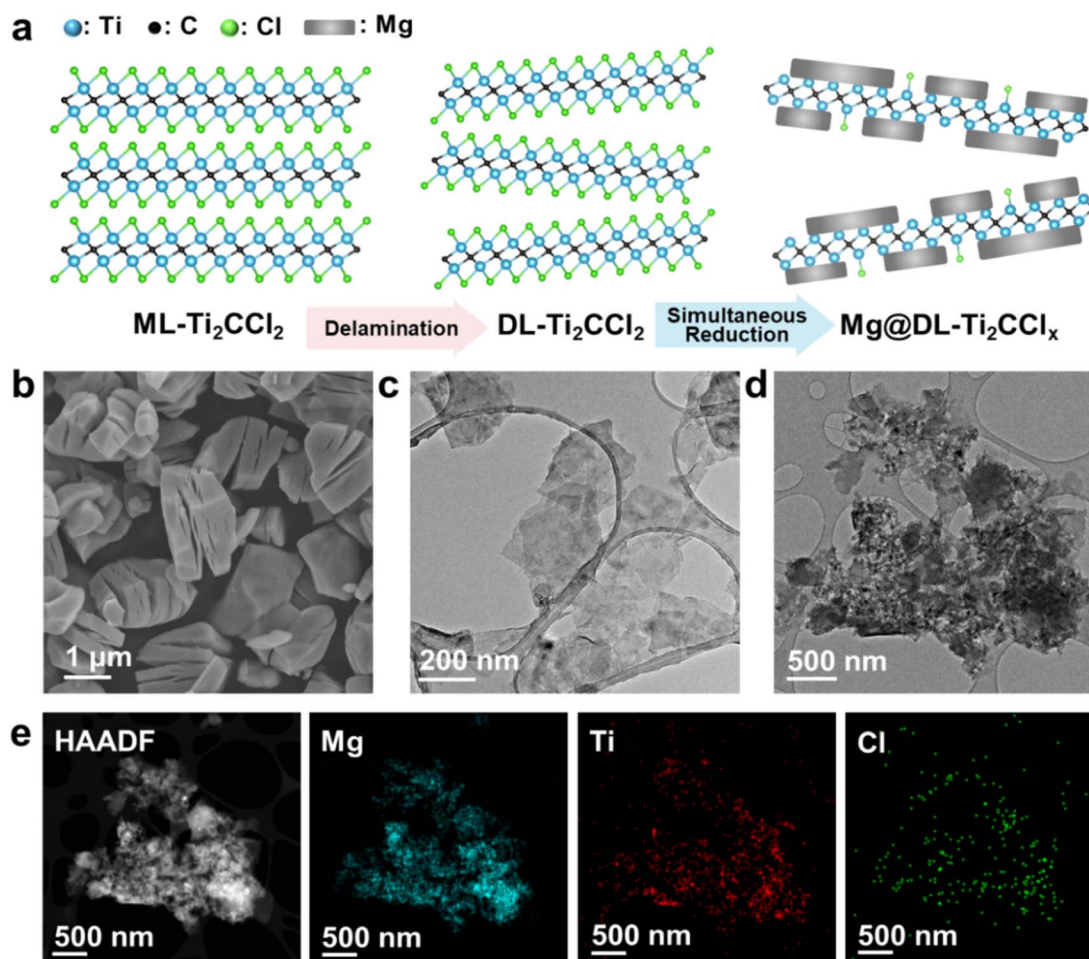 a : Ti : C : Cl : Mg
ML-Ti₂CCl₂ Delamination DL-Ti₂CCl₂ Simultaneous Reduction Mg@DL-Ti₂CClₓ
b 1 μm
c 200 nm
d 500 nm
e HAADF Mg Ti Cl
500 nm 500 nm 500 nm 500 nm